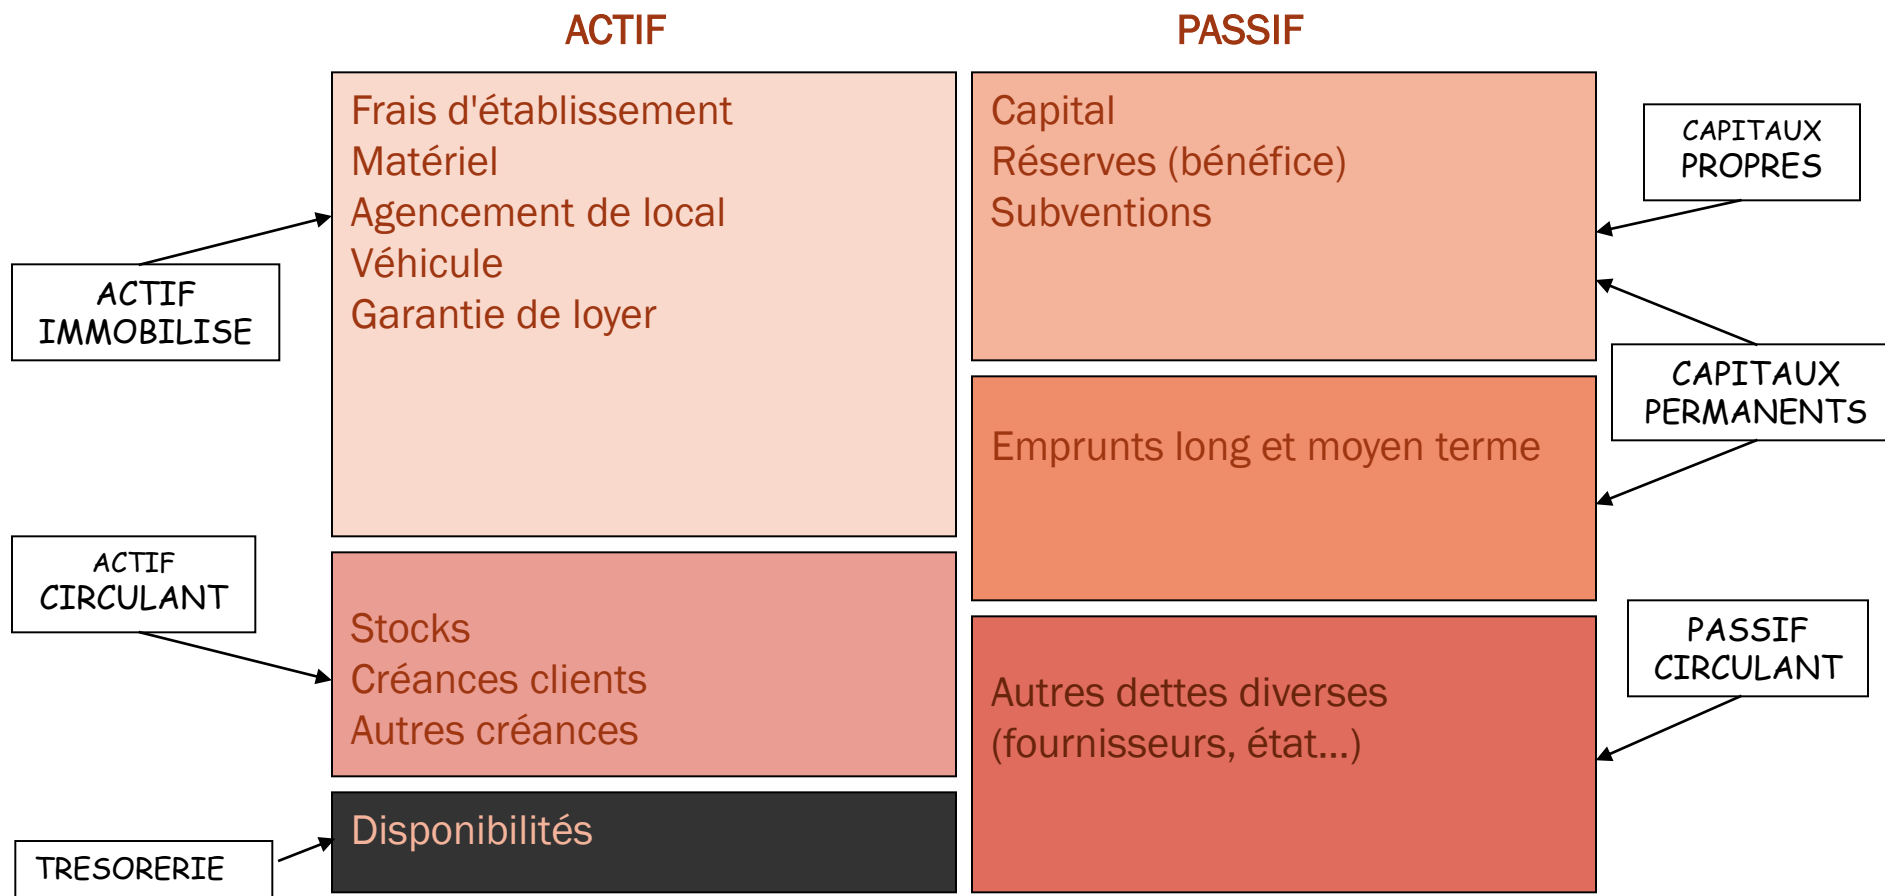 ACTIF
PASSIF
Frais d'établissement
Matériel
Agencement de local
Véhicule
Garantie de loyer
Capital
Réserves (bénéfice)
Subventions
CAPITAUX
PROPRES
ACTIF
IMMOBILISE
CAPITAUX
PERMANENTS
Emprunts long et moyen terme
ACTIF
CIRCULANT
Stocks
Créances clients
Autres créances
Autres dettes diverses
(fournisseurs, état...)
PASSIF
CIRCULANT
Disponibilités
TRESORERIE